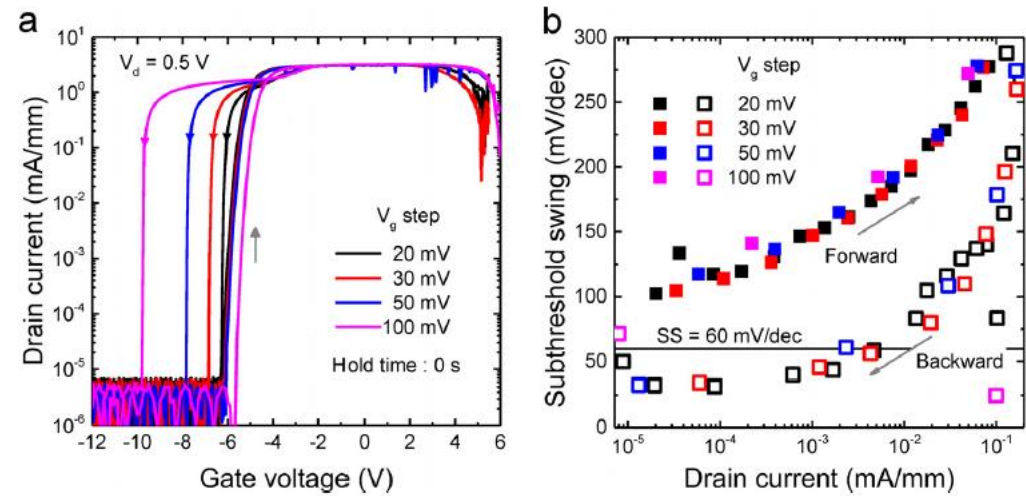 a
V_d = 0.5 V
Drain current (mA/mm)
10^1
10^0
10^-1
10^-2
10^-3
10^-4
10^-5
10^-6
V_g step
20 mV
30 mV
50 mV
100 mV
Hold time : 0 s
-12 -10 -8 -6 -4 -2 0 2 4 6
Gate voltage (V)
b
Subthreshold swing (mV/dec)
300
250
200
150
100
50
0
V_g step
20 mV
30 mV
50 mV
100 mV
Forward
SS = 60 mV/dec
Backward
10^-5 10^-4 10^-3 10^-2 10^-1
Drain current (mA/mm)